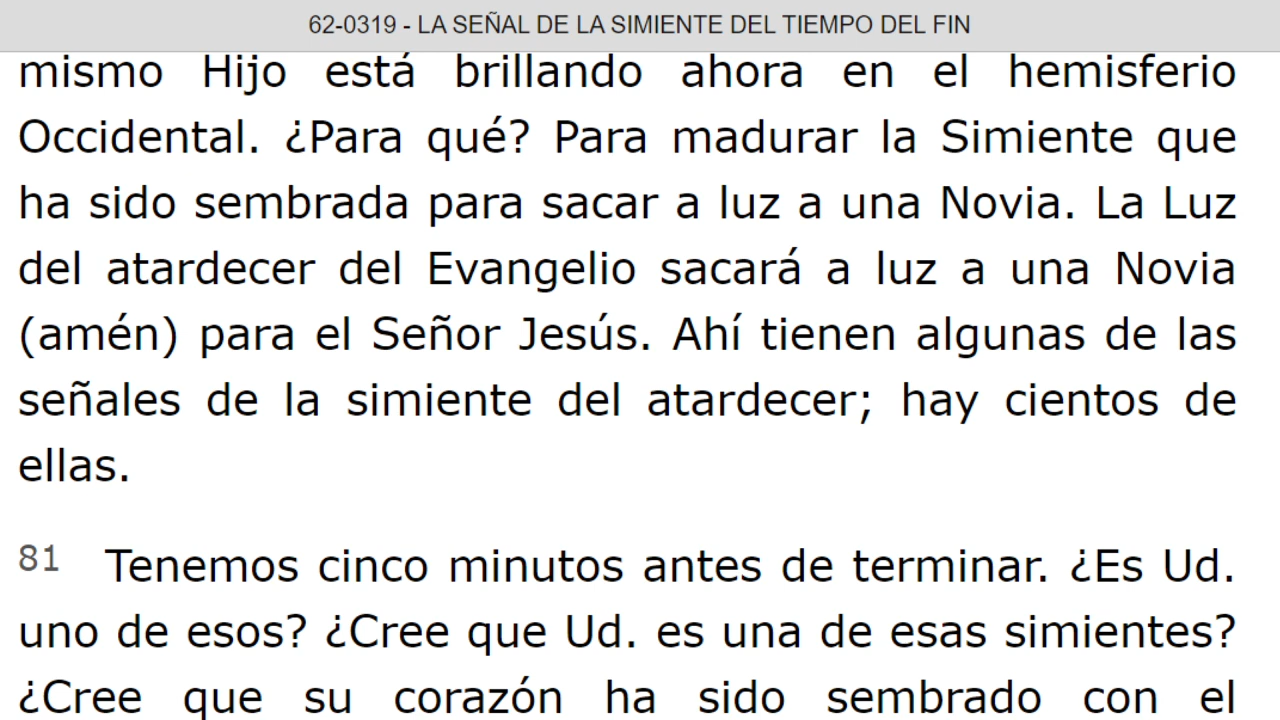 62-0319 - LA SEÑAL DE LA SIMIENTE DEL TIEMPO DEL FIN
mismo Hijo está brillando ahora en el hemisferio
Occidental. ¿Para qué? Para madurar la Simiente que
ha sido sembrada para sacar a luz a una Novia. La Luz
del atardecer del Evangelio sacará a luz a una Novia
(amén) para el Señor Jesús. Ahí tienen algunas de las
señales de la simiente del atardecer; hay cientos de
ellas.
81 Tenemos cinco minutos antes de terminar. ¿Es Ud.
uno de esos? ¿Cree que Ud. es una de esas simientes?
¿Cree que su corazón ha sido sembrado con el